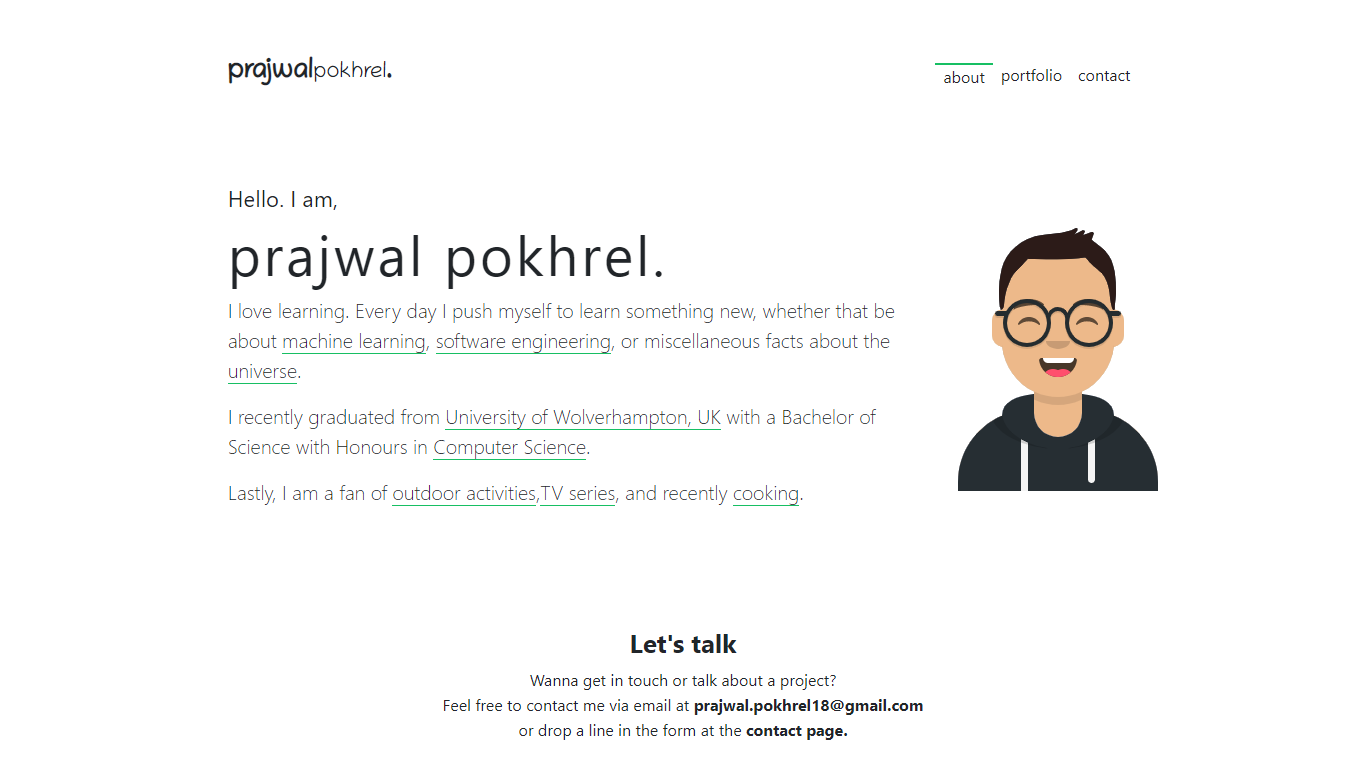 prajwalpokhrel.
about portfolio contact
Hello. I am,
prajwal pokhrel.
I love learning. Every day I push myself to learn something new, whether that be
about machine learning, software engineering, or miscellaneous facts about the
universe.
I recently graduated from University of Wolverhampton, UK with a Bachelor of
Science with Honours in Computer Science.
Lastly, I am a fan of outdoor activities,TV series, and recently cooking.
Let's talk
Wanna get in touch or talk about a project?
Feel free to contact me via email at prajwal.pokhrel18@gmail.com
or drop a line in the form at the contact page.